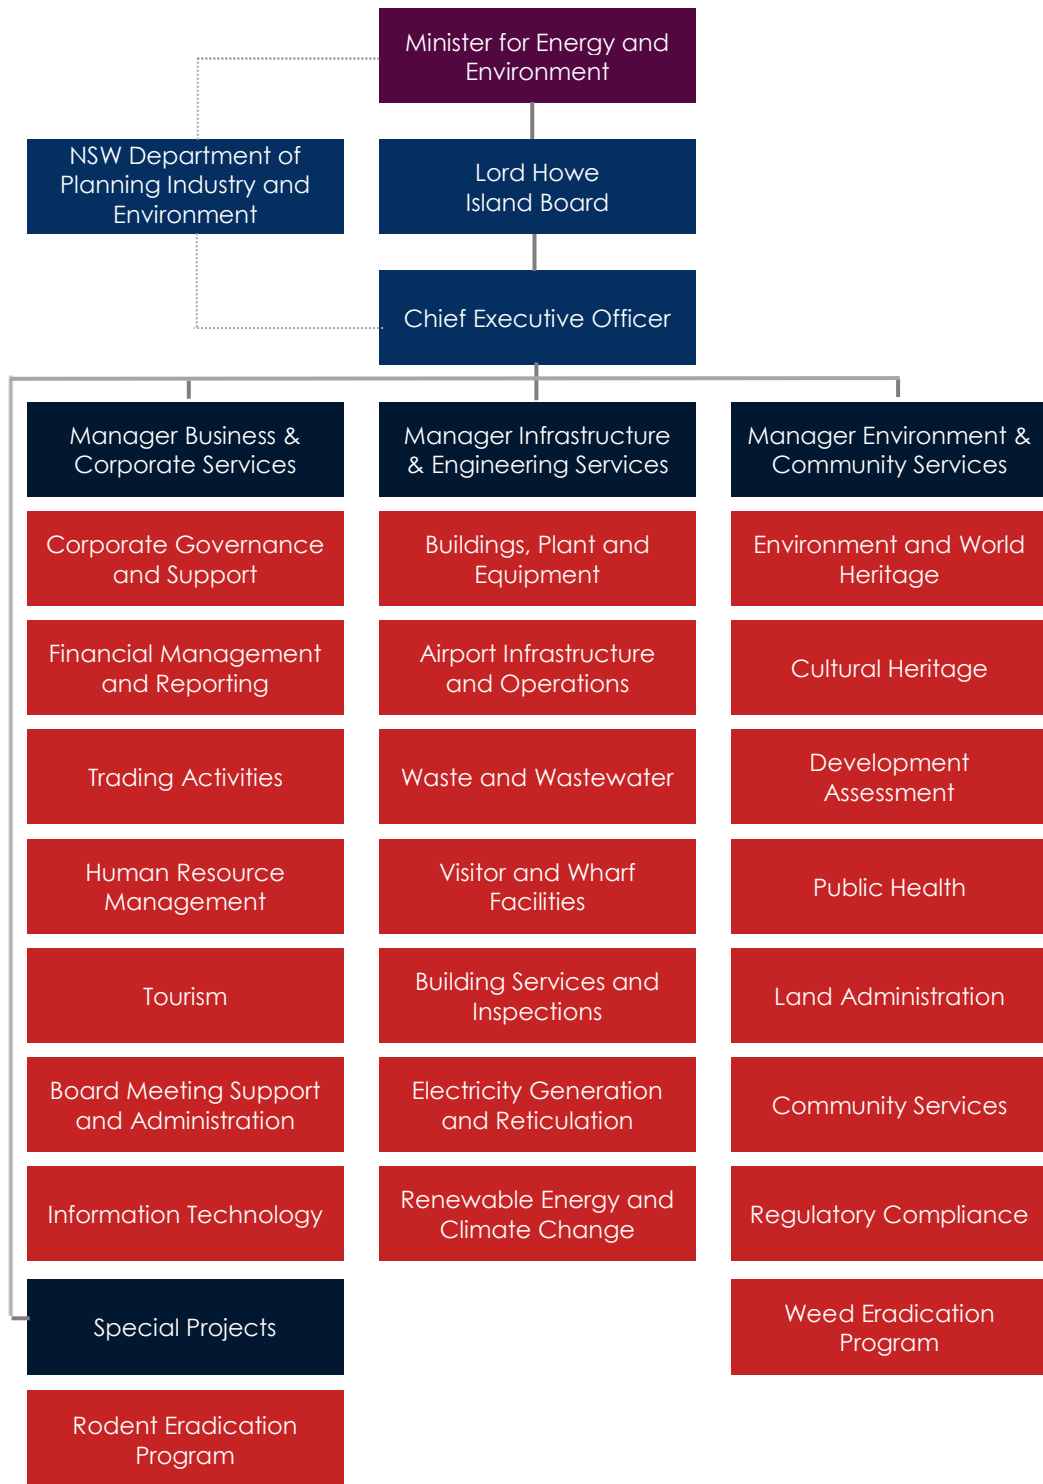 Minister for Energy and
Environment
NSW Department of
Planning Industry and
Environment
Lord Howe
Island Board
Chief Executive Officer
Manager Business &
Corporate Services
Corporate Governance
and Support
Financial Management
and Reporting
Trading Activities
Human Resource
Management
Tourism
Board Meeting Support
and Administration
Information Technology
Special Projects
Rodent Eradication
Program
Manager Infrastructure
& Engineering Services
Buildings, Plant and
Equipment
Airport Infrastructure
and Operations
Waste and Wastewater
Visitor and Wharf
Facilities
Building Services and
Inspections
Electricity Generation
and Reticulation
Renewable Energy and
Climate Change
Manager Environment &
Community Services
Environment and World
Heritage
Cultural Heritage
Development
Assessment
Public Health
Land Administration
Community Services
Regulatory Compliance
Weed Eradication
Program